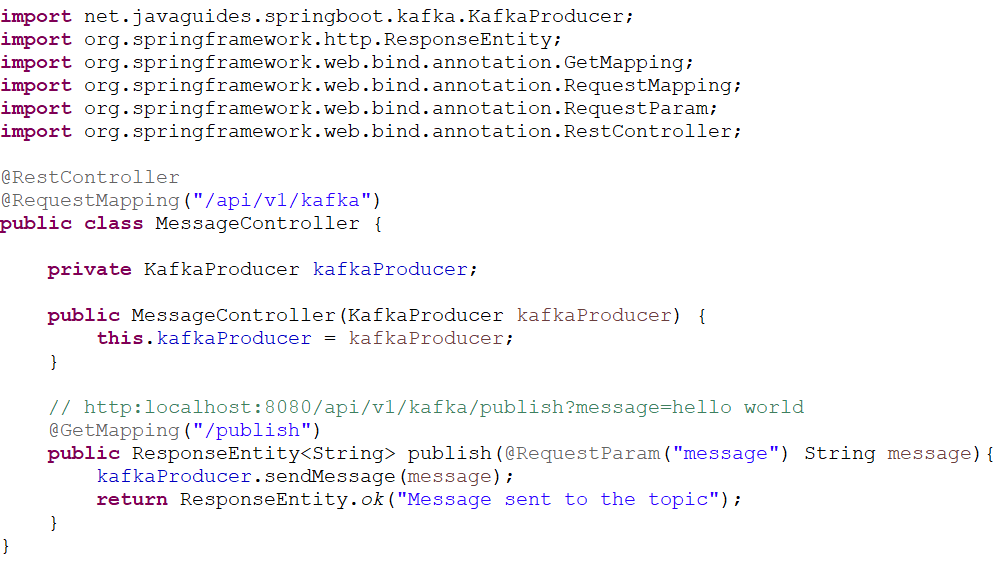 import net.javaguides.springboot.kafka.KafkaProducer;
import org.springframework.http.ResponseEntity;
import org.springframework.web.bind.annotation.GetMapping;
import org.springframework.web.bind.annotation.RequestMapping;
import org.springframework.web.bind.annotation.RequestParam;
import org.springframework.web.bind.annotation.RestController;

@RestController
@RequestMapping("/api/v1/kafka")
public class MessageController {

    private KafkaProducer kafkaProducer;

    public MessageController(KafkaProducer kafkaProducer) {
        this.kafkaProducer = kafkaProducer;
    }

    // http:localhost:8080/api/v1/kafka/publish?message=hello world
    @GetMapping("/publish")
    public ResponseEntity<String> publish(@RequestParam("message") String message){
        kafkaProducer.sendMessage(message);
        return ResponseEntity.ok("Message sent to the topic");
    }
}